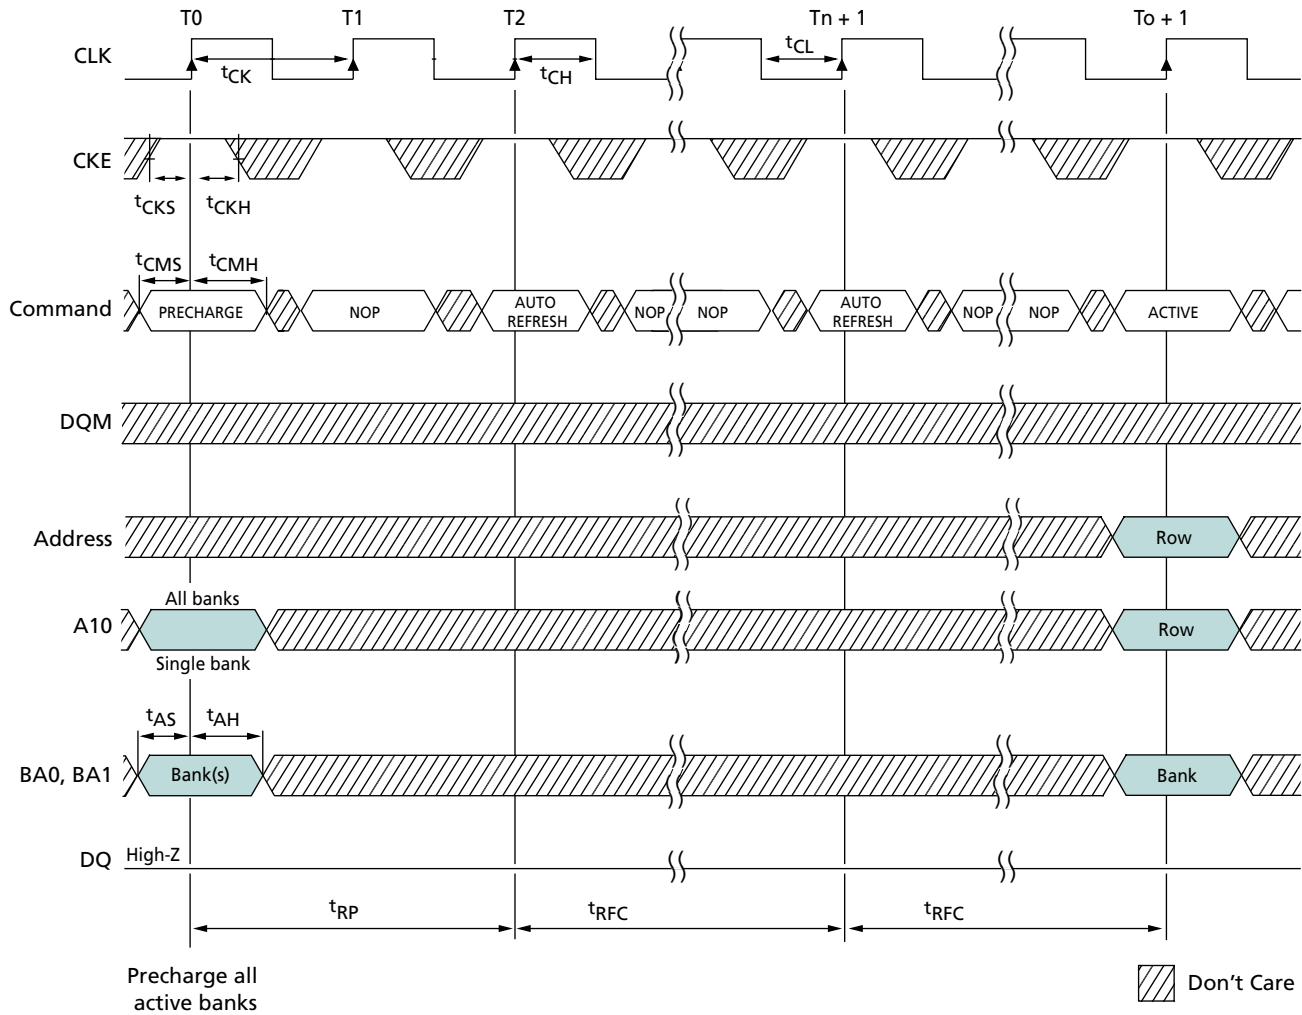 T0 T1 T2 Tn + 1 To + 1
CLK
tCK tCH tCL
CKE
tCKS tCKH
tCMS tCMH
Command PRECHARGE NOP AUTO REFRESH NOP NOP AUTO REFRESH NOP NOP ACTIVE
DQM
Address Row
All banks
A10 Row
Single bank
tAS tAH
BA0, BA1 Bank(s) Bank
DQ High-Z
tRP tRFC tRFC
Precharge all
active banks
Don't Care